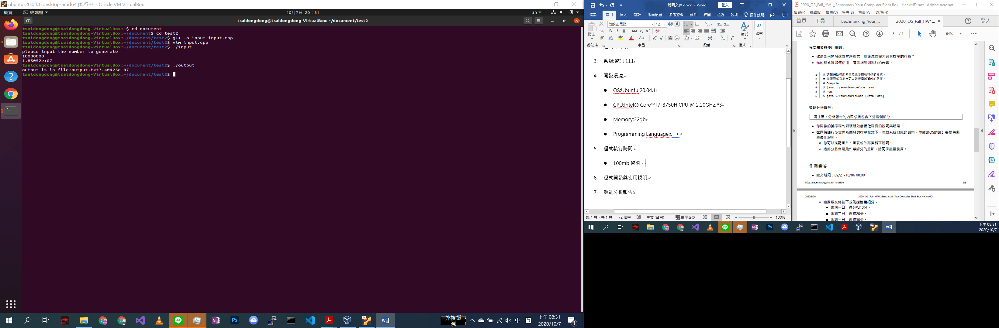 ubuntu-20.04.1-desktop-amd64 [執行中] - Oracle VM VirtualBox
概覽
終端機
10月7日 20：31
zh
tsaidongdong@tsaidongdong-VirtualBox: ~/document/test2
tsaidongdong@tsaidongdong-VirtualBox:~$ cd document
tsaidongdong@tsaidongdong-VirtualBox:~/document$ cd test2
tsaidongdong@tsaidongdong-VirtualBox:~/document/test2$ g++ -o input input.cpp
tsaidongdong@tsaidongdong-VirtualBox:~/document/test2$ vim input.cpp
tsaidongdong@tsaidongdong-VirtualBox:~/document/test2$ ./input
please input the number to generate
10000000
1.85052e+07
tsaidongdong@tsaidongdong-VirtualBox:~/document/test2$ ./output
output is in file:output.txt7.40425e+07
tsaidongdong@tsaidongdong-VirtualBox:~/document/test2$
外接電源
中
下午 08:31
2020/10/7
說明文件.docx - Word
登入
檔案 常用 插入 設計 版面配置 參考資料 郵件 校閱 檢視 說明 操作說明
微軟正黑體 12
貼上
樣式
編輯
剪貼簿 字型 段落 樣式
3. 系級:資訊 111
4. 開發環境:
● OS:Ubuntu 20.04.1
● CPU:Intel® Core™ I7-8750H CPU @ 2.20GHZ *3
● Memory:32gb
● Programming Language:c++
5. 程式執行時間:
● 100mb 資料，
6. 程式開發與使用說明:
7. 效能分析報告:
第 1 頁，共 1 頁 72 個字 中文 (台灣) 顯示設定 100%
2020_OS_Fall_HW1_ Benchmark Your Computer Black Box - HackMD.pdf - Adobe Acrobat...
檔案(F) 編輯(E) 檢視(V) 簽署(S) 視窗(W) 說明(H)
首頁 工具 Bechmarking_Your_... 2020_OS_Fall_HW1... × 登入
3 / 5 64%
程式開發與使用說明：
• 你是如何開發這支排序程式，以達成支援大資料排序的行為？
• 你的程式該如何使用，請詳細說明執行的步驟。
1 # 請確保助教能夠按照此步驟執行你的程式。
2 # 並讓程式有地方可以取得測試資料的路徑。
3 # Compile
4 $ javac ./YourSourceCode.java
5 # Run
6 $ java ./YourSourceCode [Data Path]
效能分析報告：
請注意，分析報告的內容必須包含下列兩個部分。
• 你開發的排序程式對硬體效能優化程度的說明與驗證。
• 在同時運行多支你所開發的排序程式下，你對系統效能的觀察，並結論OS的設計要提供哪
些優化服務。
○ 你可以搭配圖片、圖表或外部資料來說明。
○ 這部分將會是此作業評分的重點，請同學盡量發揮。
作業繳交
• 繳交期限：09/21-10/06 00:00
https://hackmd.io/@dsclab/r1vlicBSw
3/5
2020/9/29
2020_OS_Fall_HW1: Benchmark Your Computer Black Box - HackMD
○ 逾期繳交將按下規則採連續扣分。
■ 逾期一日：得分扣10分。
■ 逾期二日：再扣20分。
■ 逾期三日：再扣30分。
下午 08:31
2020/10/7